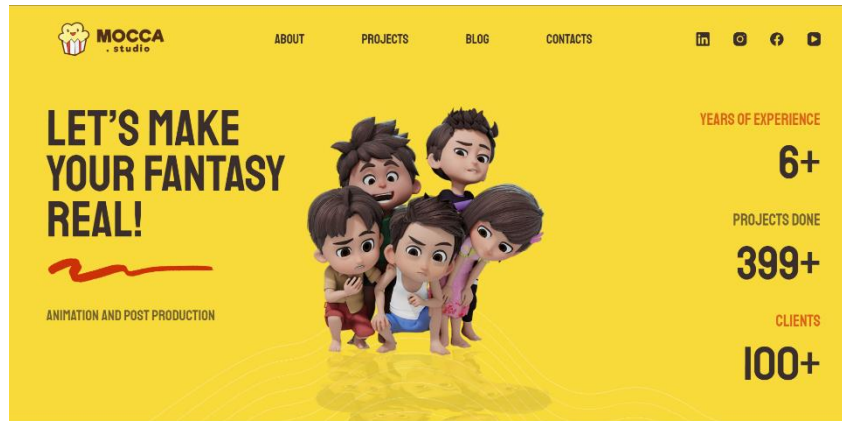 MOCCA
. studio
ABOUT PROJECTS BLOG CONTACTS
in
LET'S MAKE
YOUR FANTASY
REAL!
ANIMATION AND POST PRODUCTION
YEARS OF EXPERIENCE
6+
PROJECTS DONE
399+
CLIENTS
100+